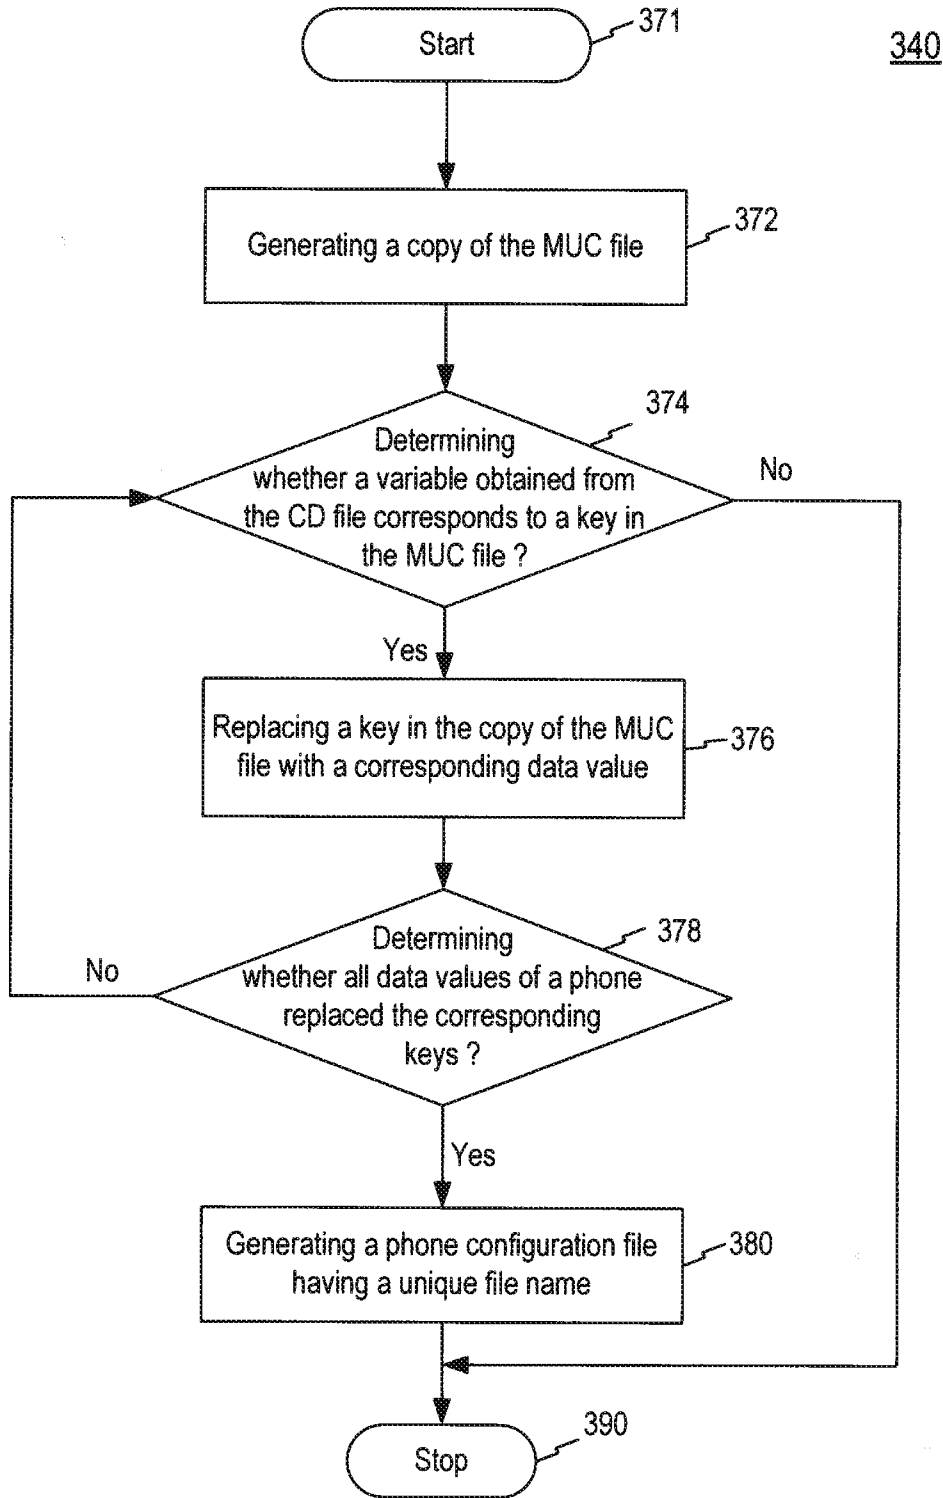 Start
371
340
Generating a copy of the MUC file
372
Determining
whether a variable obtained from
the CD file corresponds to a key in
the MUC file ?
374
No
Yes
Replacing a key in the copy of the MUC
file with a corresponding data value
376
Determining
whether all data values of a phone
replaced the corresponding
keys ?
378
No
Yes
Generating a phone configuration file
having a unique file name
380
Stop
390